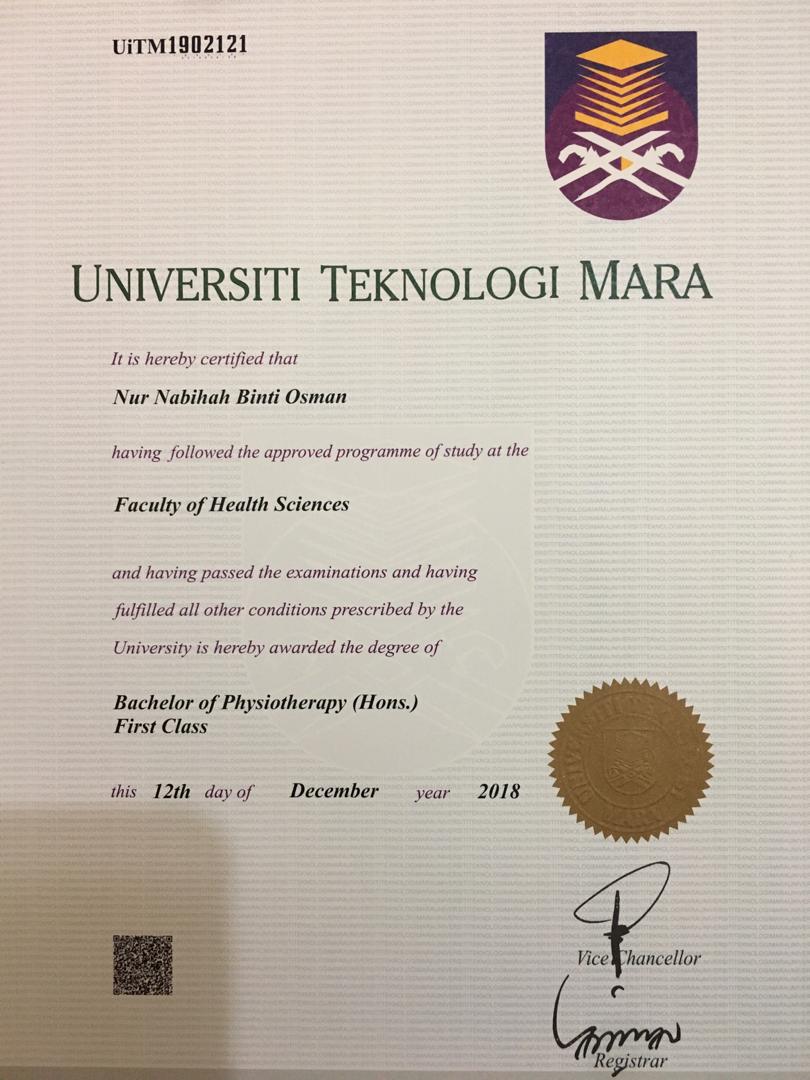 UiTM1902121
UNIVERSITI TEKNOLOGI MARA
It is hereby certified that
Nur Nabihah Binti Osman
having followed the approved programme of study at the
Faculty of Health Sciences
and having passed the examinations and having
fulfilled all other conditions prescribed by the
University is hereby awarded the degree of
Bachelor of Physiotherapy (Hons.)
First Class
this 12th day of December year 2018
Vice Chancellor
Registrar